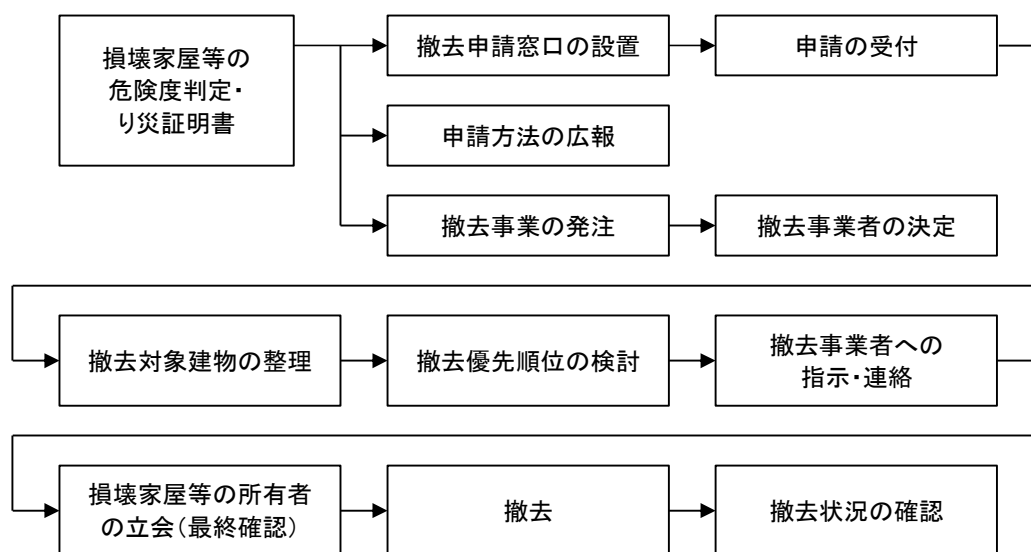 損壊家屋等の
危険度判定・
り災証明書
撤去申請窓口の設置
申請の受付
申請方法の広報
撤去事業の発注
撤去事業者の決定
撤去対象建物の整理
撤去優先順位の検討
撤去事業者への
指示・連絡
損壊家屋等の所有者
の立会（最終確認）
撤去
撤去状況の確認